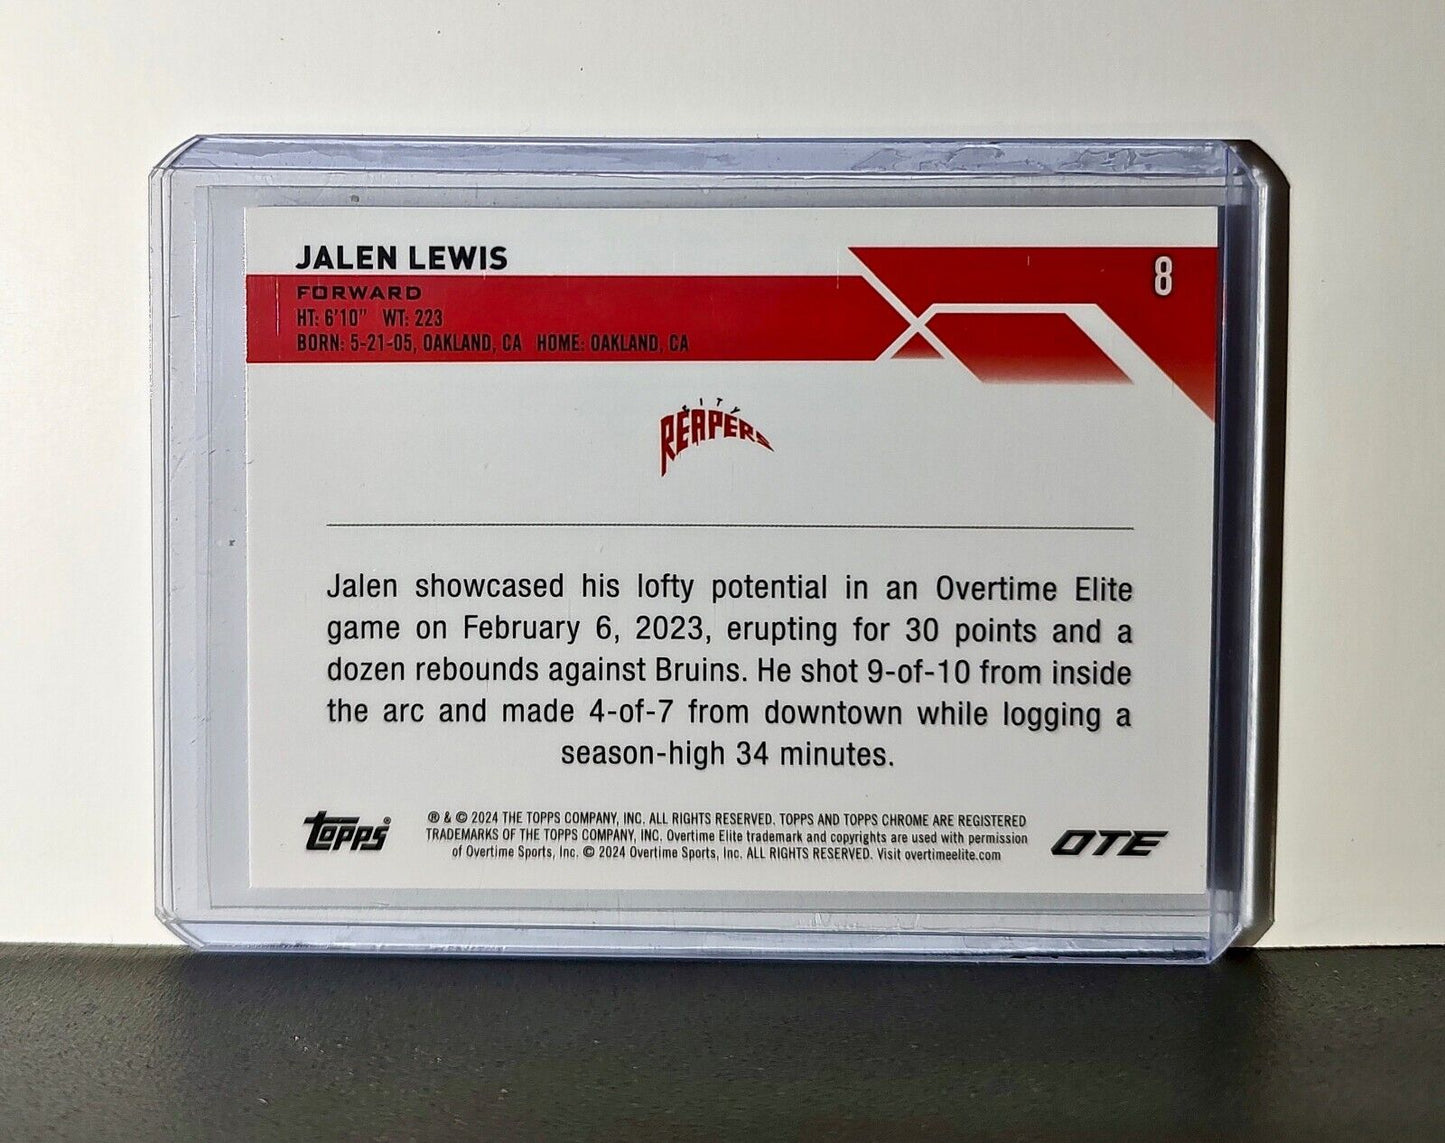 JALEN LEWIS
8
FORWARD
HT: 6'10" WT: 223
BORN: 5-21-05, OAKLAND, CA HOME: OAKLAND, CA
CITY
REAPERS
Jalen showcased his lofty potential in an Overtime Elite
game on February 6, 2023, erupting for 30 points and a
dozen rebounds against Bruins. He shot 9-of-10 from inside
the arc and made 4-of-7 from downtown while logging a
season-high 34 minutes.
topps®
® & © 2024 THE TOPPS COMPANY, INC. ALL RIGHTS RESERVED. TOPPS AND TOPPS CHROME ARE REGISTERED
TRADEMARKS OF THE TOPPS COMPANY, INC. Overtime Elite trademark and copyrights are used with permission
of Overtime Sports, Inc. © 2024 Overtime Sports, Inc. ALL RIGHTS RESERVED. Visit overtimeelite.com
OTE